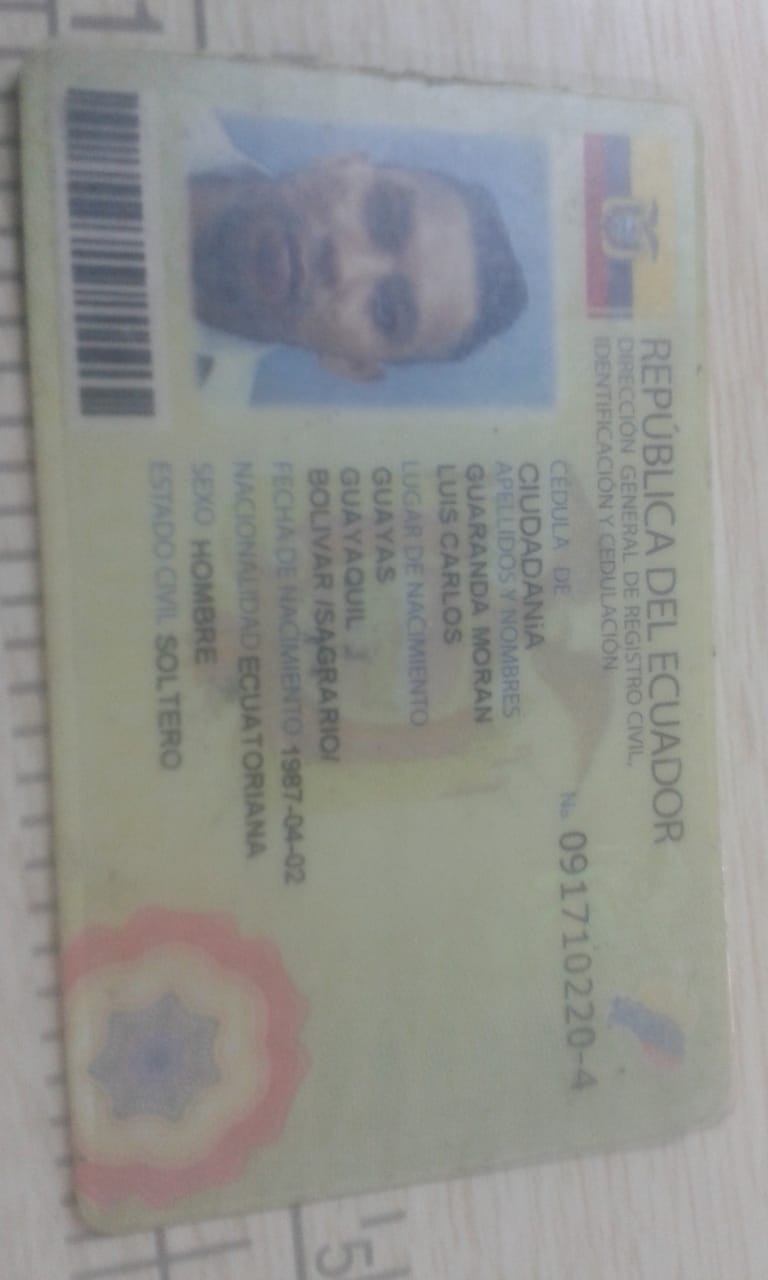 REPÚBLICA DEL ECUADOR
DIRECCIÓN GENERAL DE REGISTRO CIVIL,
IDENTIFICACIÓN Y CEDULACIÓN
CÉDULA DE
No. 091710220-4
CIUDADANÍA
APELLIDOS Y NOMBRES
GUARANDA MORAN
LUIS CARLOS
LUGAR DE NACIMIENTO
GUAYAS
GUAYAQUIL
BOLIVAR /SAGRARIO/
FECHA DE NACIMIENTO 1987-04-02
NACIONALIDAD ECUATORIANA
SEXO HOMBRE
ESTADO CIVIL SOLTERO
1
5